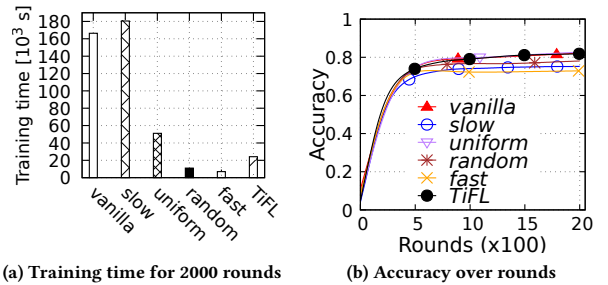 Training time [10³ s]
180
160
140
120
100
80
60
40
20
0
vanilla
slow
uniform
random
fast
TiFL
(a) Training time for 2000 rounds
Accuracy
1
0.8
0.6
0.4
0.2
0
vanilla
slow
uniform
random
fast
TiFL
0 5 10 15 20
Rounds (x100)
(b) Accuracy over rounds